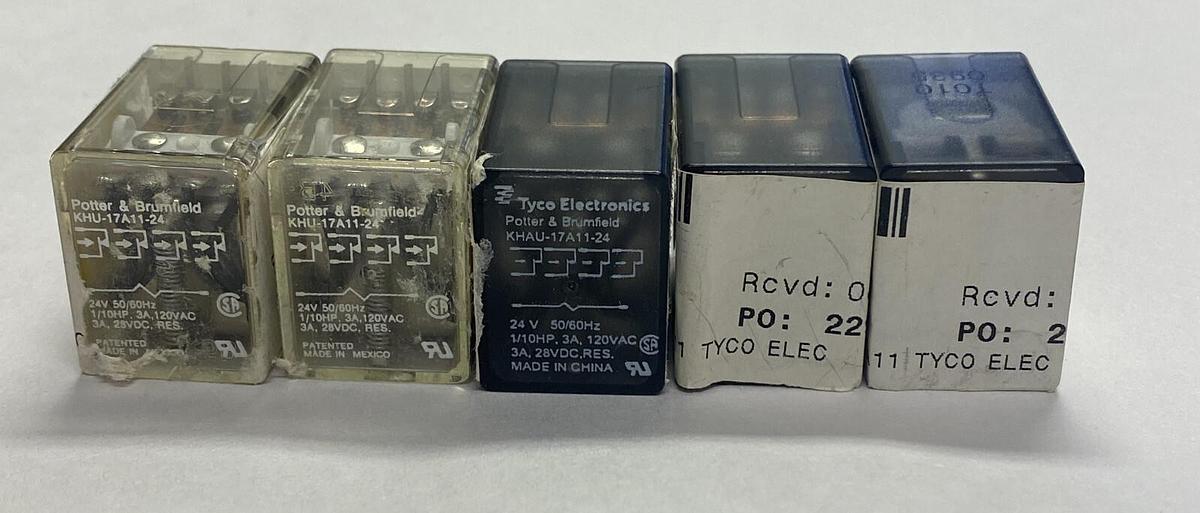 Potter & Brumfield
KHU-17A11-24
24V 50/60Hz
1/10HP, 3A,120VAC
3A, 28VDC, RES.
PATENTED
MADE IN
Potter & Brumfield
KHU-17A11-24
24V 50/60Hz
1/10HP, 3A,120VAC
3A, 28VDC, RES.
PATENTED
MADE IN MEXICO
Tyco Electronics
Potter & Brumfield
KHAU-17A11-24
24 V 50/60Hz
1/10HP, 3A, 120VAC
3A, 28VDC,RES.
MADE IN CHINA
Rcvd: 0
PO: 22
TYCO ELEC
Rcvd:
PO: 2
11 TYCO ELEC